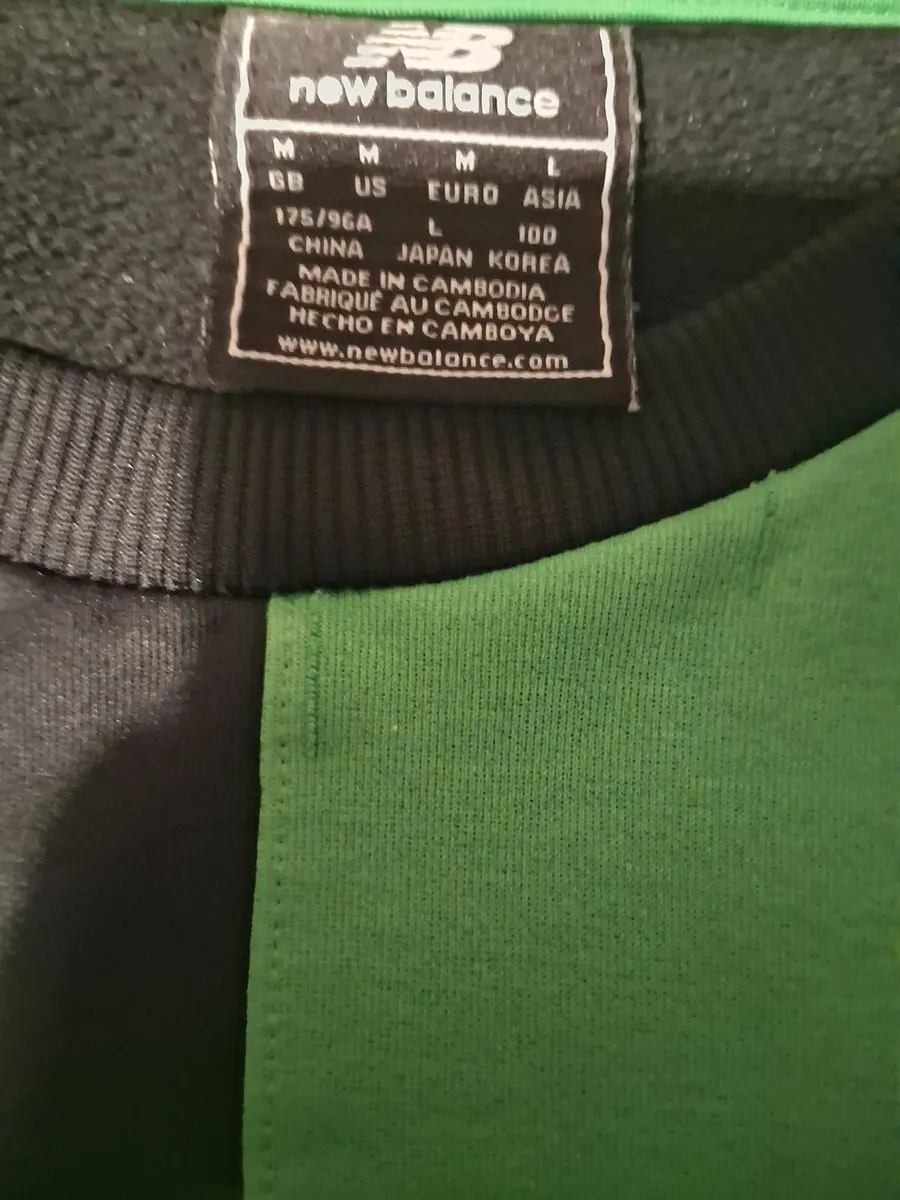 NB
new balance
M M M L
GB US EURO ASIA
175/96A L 100
CHINA JAPAN KOREA
MADE IN CAMBODIA
FABRIQUÉ AU CAMBODGE
HECHO EN CAMBOYA
www.newbalance.com